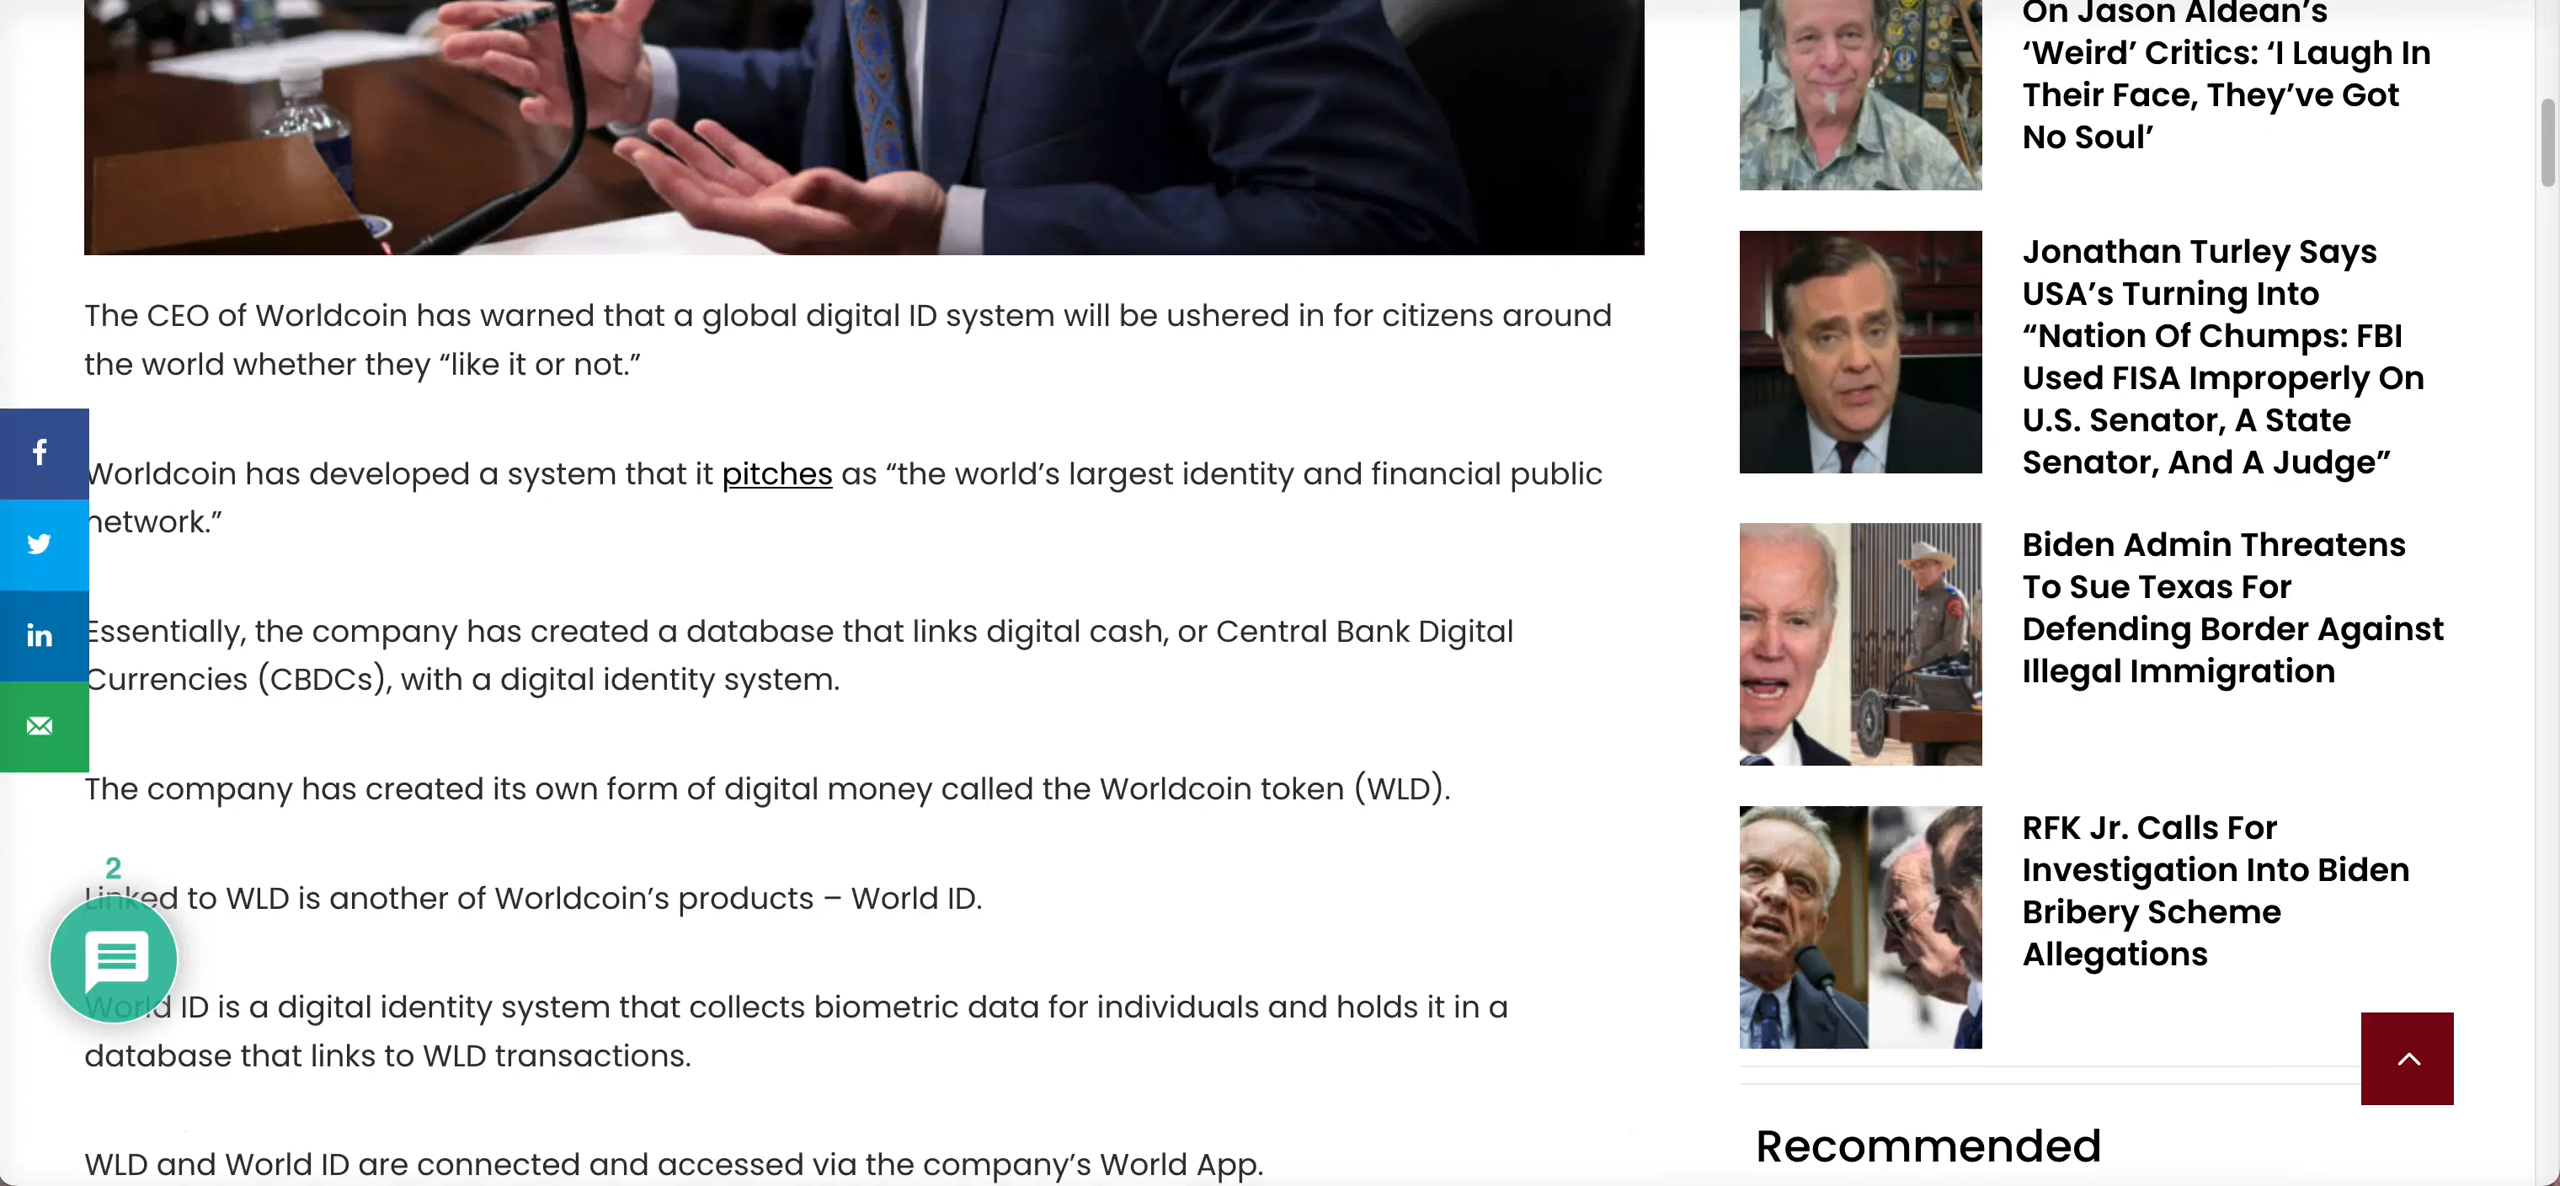 The CEO of Worldcoin has warned that a global digital ID system will be ushered in for citizens around
the world whether they “like it or not.”
Worldcoin has developed a system that it pitches as “the world’s largest identity and financial public
network.”
Essentially, the company has created a database that links digital cash, or Central Bank Digital
Currencies (CBDCs), with a digital identity system.
The company has created its own form of digital money called the Worldcoin token (WLD).
2
Linked to WLD is another of Worldcoin’s products – World ID.
World ID is a digital identity system that collects biometric data for individuals and holds it in a
database that links to WLD transactions.
WLD and World ID are connected and accessed via the company’s World App.
On Jason Aldean’s
‘Weird’ Critics: ‘I Laugh In
Their Face, They’ve Got
No Soul’
Jonathan Turley Says
USA’s Turning Into
“Nation Of Chumps: FBI
Used FISA Improperly On
U.S. Senator, A State
Senator, And A Judge”
Biden Admin Threatens
To Sue Texas For
Defending Border Against
Illegal Immigration
RFK Jr. Calls For
Investigation Into Biden
Bribery Scheme
Allegations
Recommended